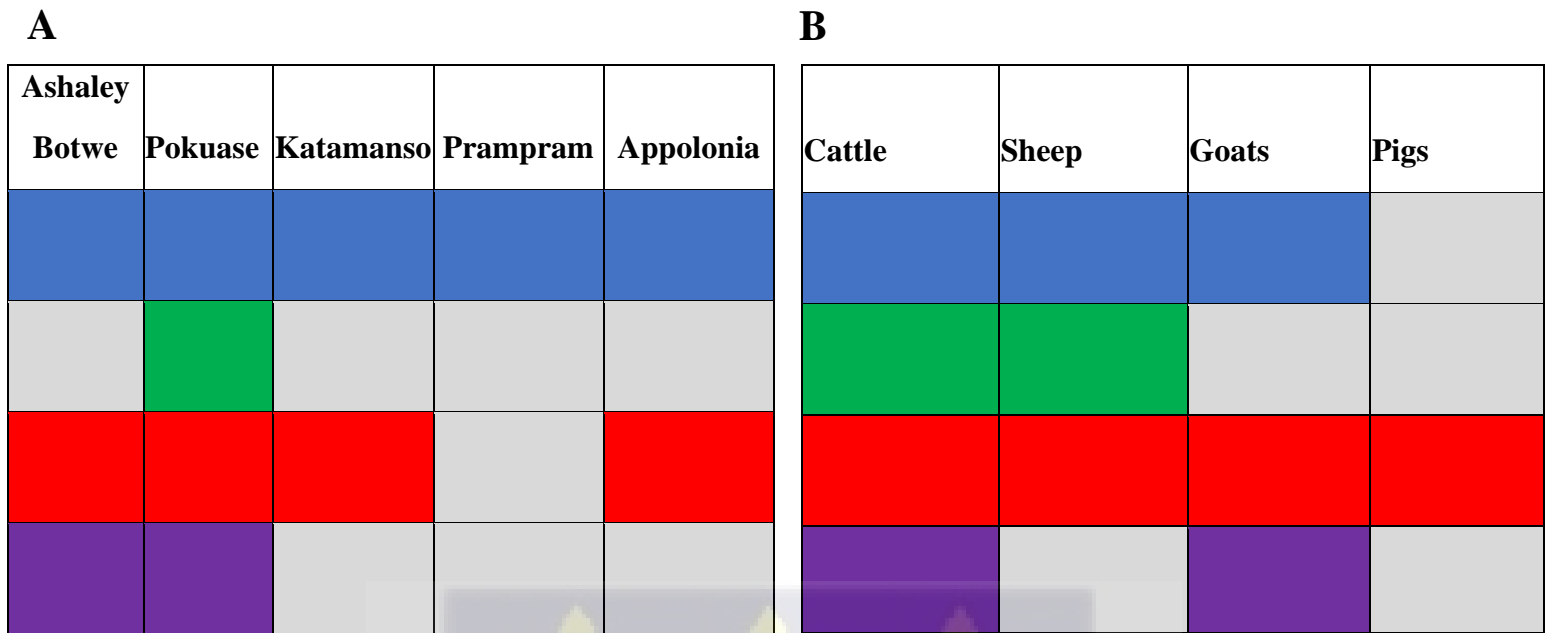 A
B
Ashaley
Botwe Pokuase Katamanso Prampram Appolonia
Cattle Sheep Goats Pigs